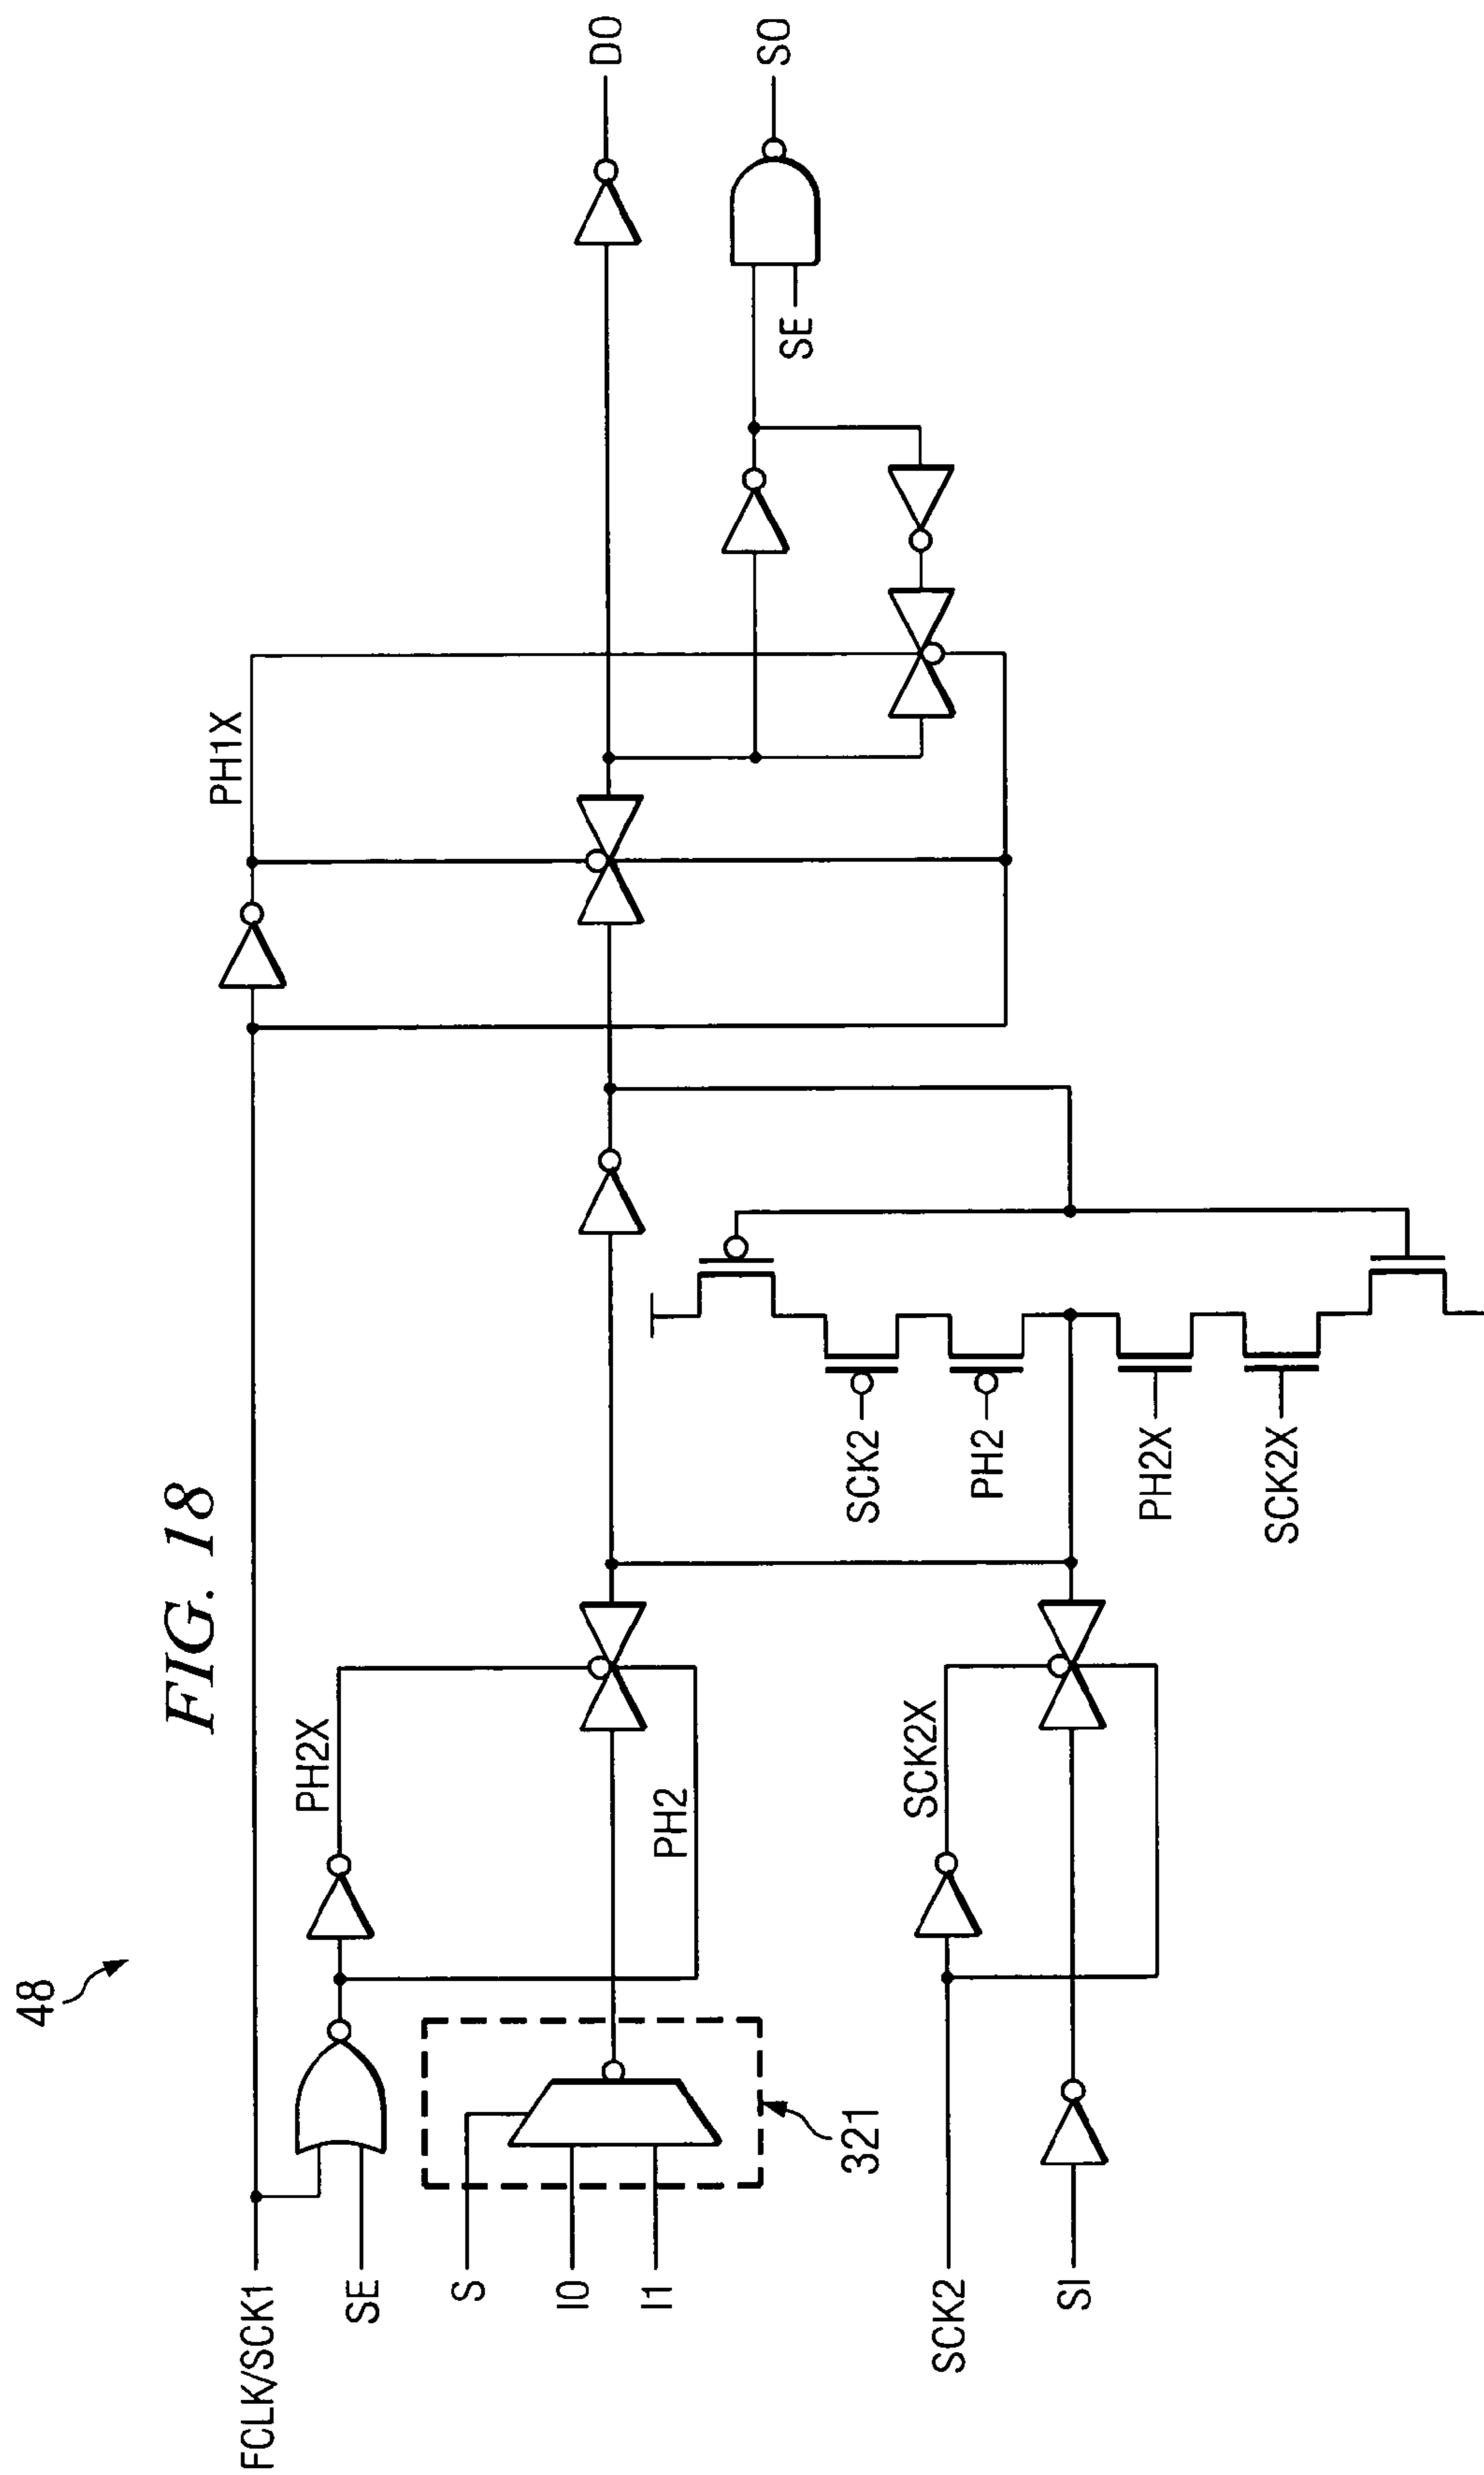 FIG. 18
48
FCLK/SCK1
SE
S
I0
I1
321
SCK2
SI
PH2X
PH2
SCK2X
SCK2
PH2
PH2X
SCK2X
PH1X
SE
DO
SO